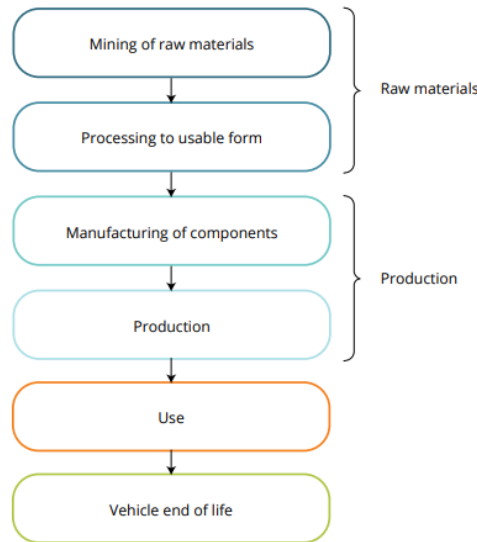 Mining of raw materials
Raw materials
Processing to usable form
Manufacturing of components
Production
Production
Use
Vehicle end of life